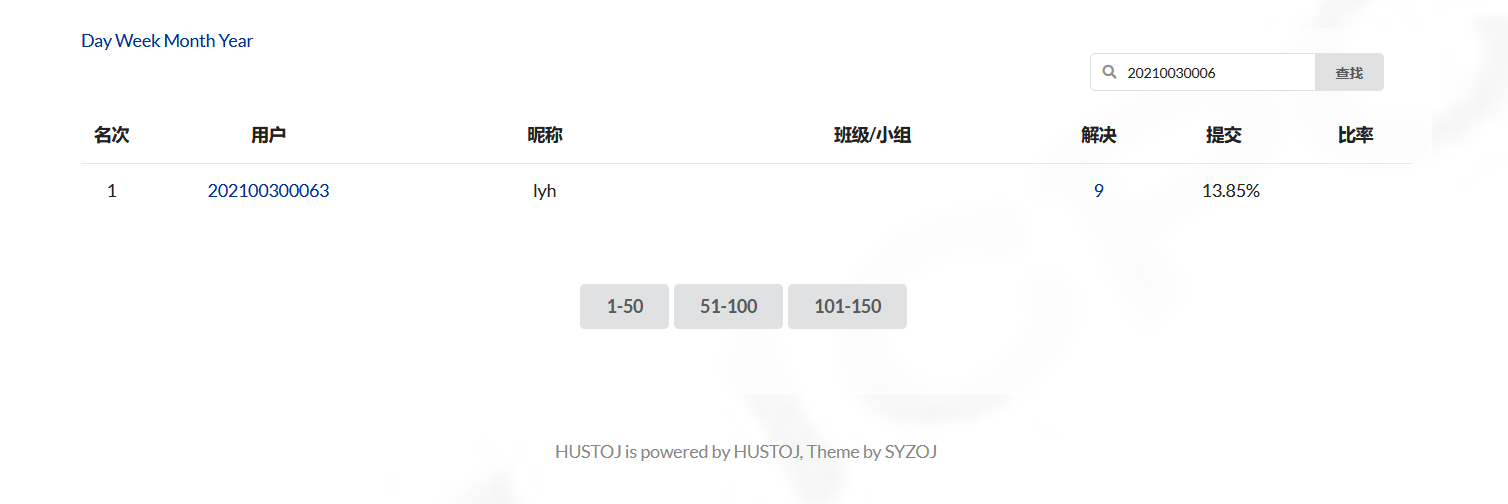 Day Week Month Year
20210030006 查找
名次 用户 昵称 班级/小组 解决 提交 比率
1 202100300063 lyh 9 13.85%
1-50 51-100 101-150
HUSTOJ is powered by HUSTOJ, Theme by SYZOJ